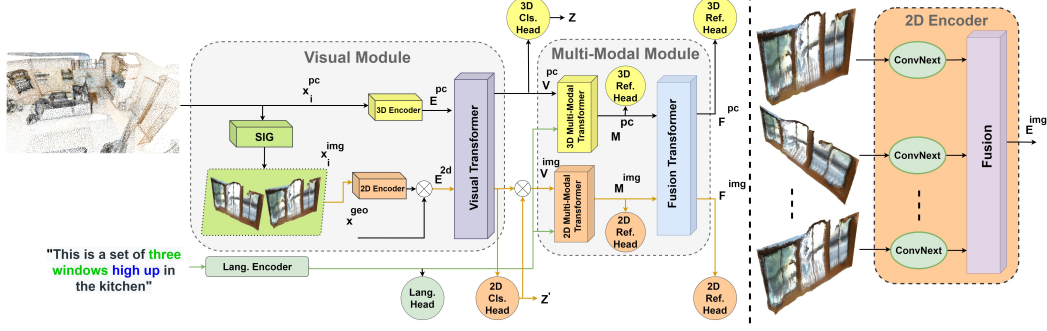 3D
Cls.
Head
Z
3D
Ref.
Head
Visual Module
Multi-Modal Module
x_i^pc
3D Encoder
E^pc
SIG
x_i^img
2D Encoder
E^2d
x^geo
Visual Transformer
V^pc
V^img
3D
Ref.
Head
3D Multi-Modal
Transformer
M^pc
2D Multi-Modal
Transformer
M^img
2D
Ref. Head
Fusion Transformer
F^pc
F^img
"This is a set of three
windows high up in
the kitchen"
Lang. Encoder
Lang.
Head
2D
Cls.
Head
Z'
2D
Ref.
Head
2D Encoder
ConvNext
ConvNext
ConvNext
Fusion
E^img